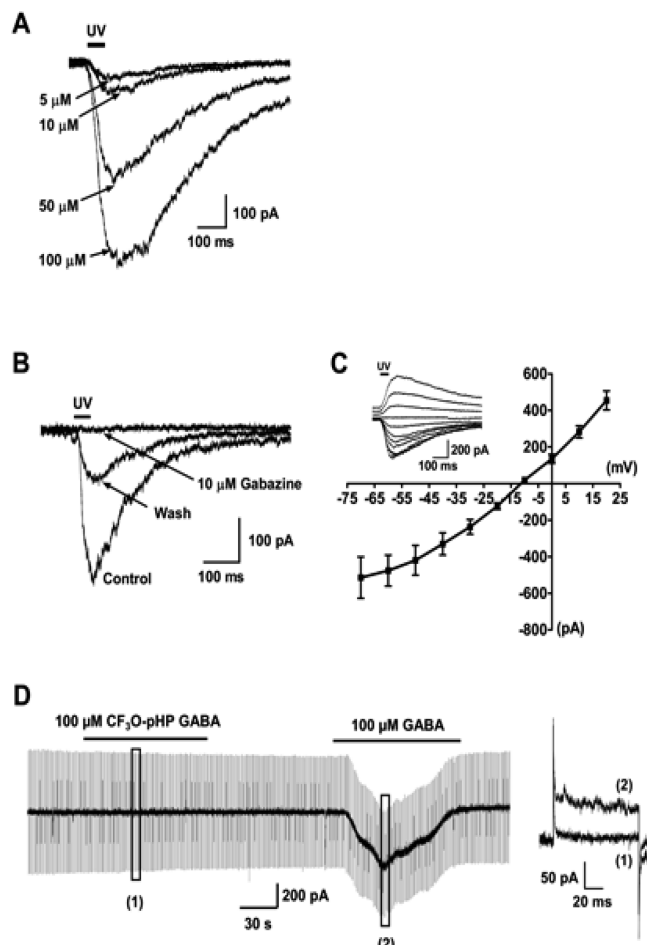 A
UV
5 μM
10 μM
50 μM
100 μM
100 pA
100 ms
B
UV
10 μM Gabazine
Wash
Control
100 pA
100 ms
C
UV
200 pA
100 ms
600
400
200
(mV)
-75 -65 -55 -45 -35 -25 -15 -5 5 15 25
-200
-400
-600
-800
(pA)
D
100 μM CF₃O-pHP GABA
100 μM GABA
(1)
200 pA
30 s
(2)
(2)
(1)
50 pA
20 ms